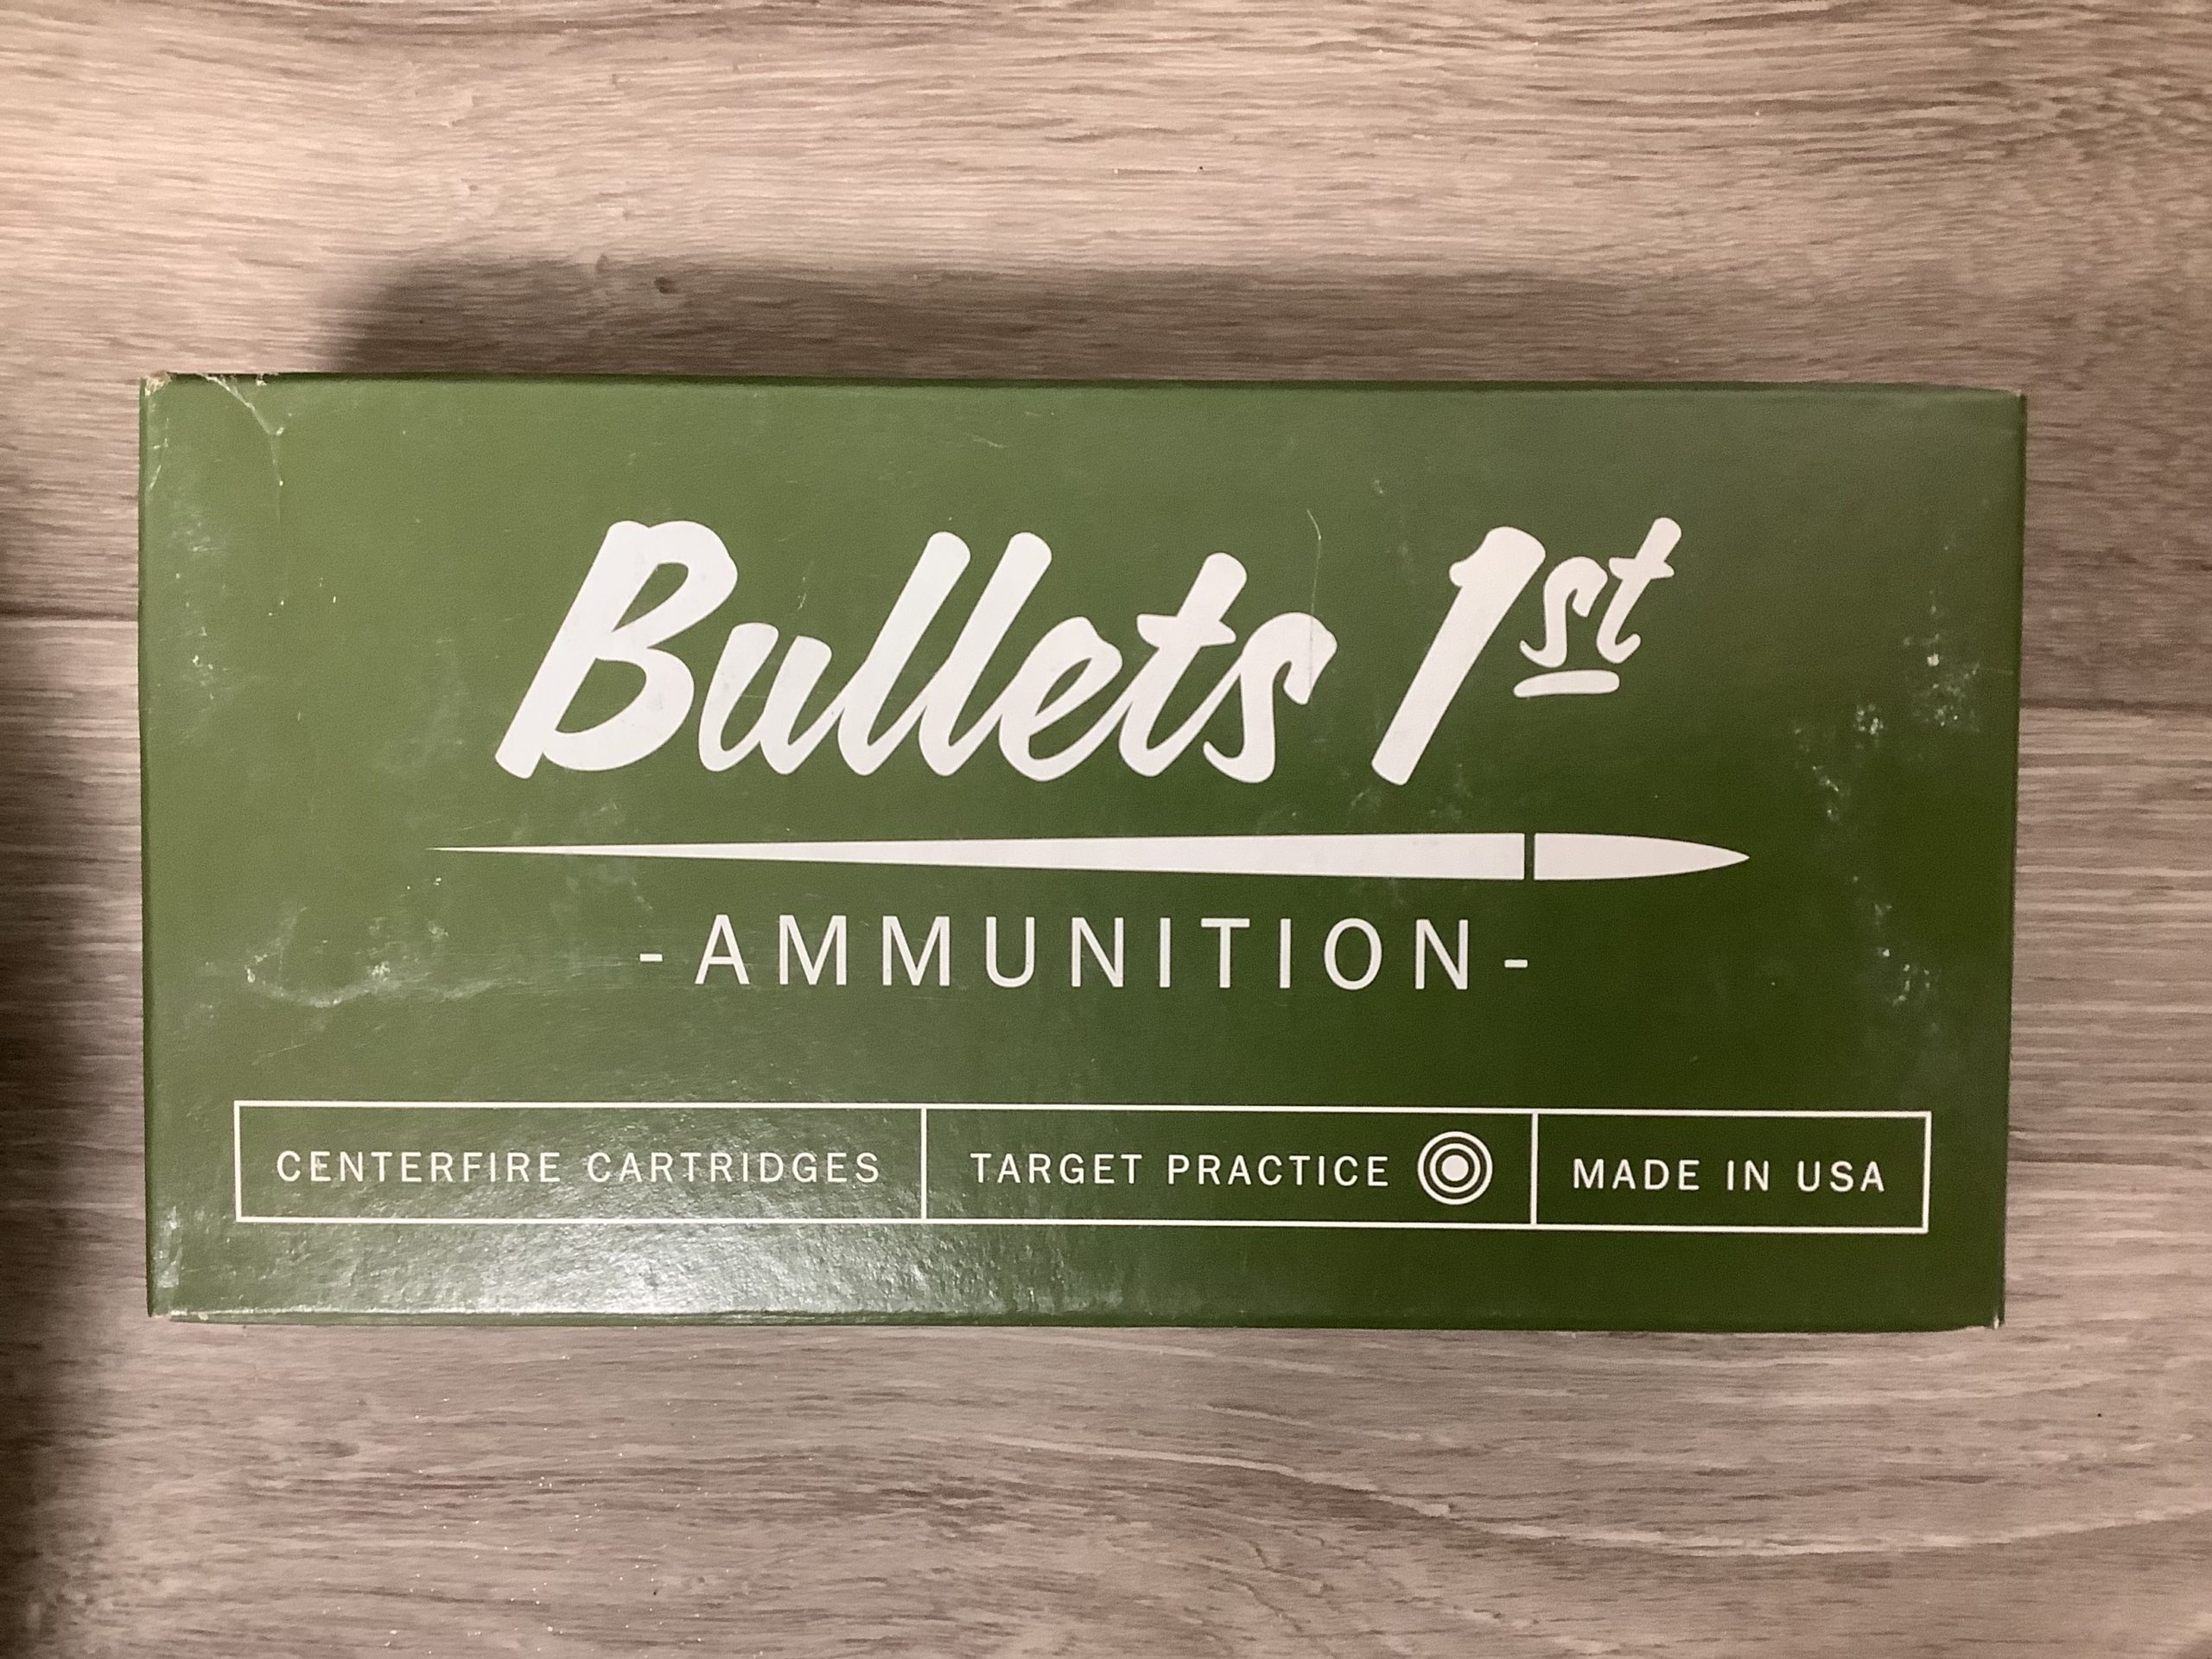 Bullets 1st
-AMMUNITION-
CENTERFIRE CARTRIDGES TARGET PRACTICE MADE IN USA